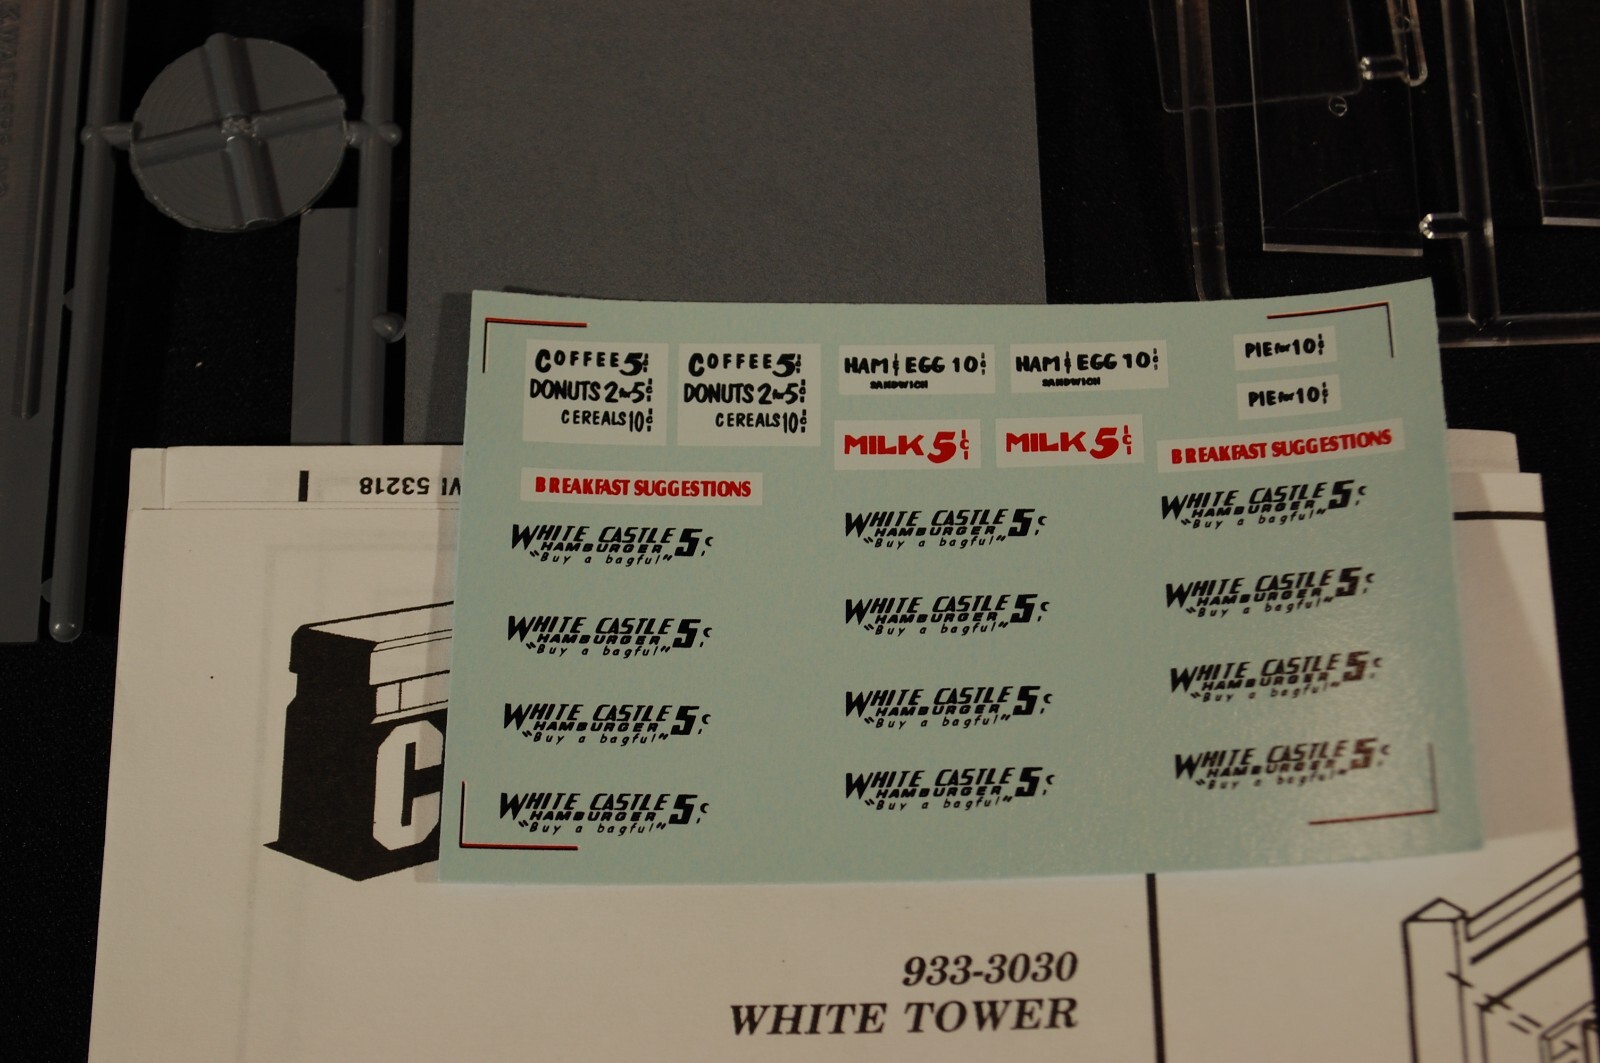 COFFEE 5¢
DONUTS 2 for 5¢
CEREALS 10¢
COFFEE 5¢
DONUTS 2 for 5¢
CEREALS 10¢
HAM & EGG 10¢
SANDWICH
HAM & EGG 10¢
SANDWICH
PIE for 10¢
PIE for 10¢
MILK 5¢
MILK 5¢
BREAKFAST SUGGESTIONS
BREAKFAST SUGGESTIONS
WHITE CASTLE 5¢
HAMBURGER
"Buy a bagful"
WHITE CASTLE 5¢
HAMBURGER
"Buy a bagful"
WHITE CASTLE 5¢
HAMBURGER
"Buy a bagful"
WHITE CASTLE 5¢
HAMBURGER
"Buy a bagful"
WHITE CASTLE 5¢
HAMBURGER
"Buy a bagful"
WHITE CASTLE 5¢
HAMBURGER
"Buy a bagful"
WHITE CASTLE 5¢
HAMBURGER
"Buy a bagful"
WHITE CASTLE 5¢
HAMBURGER
"Buy a bagful"
WHITE CASTLE 5¢
HAMBURGER
"Buy a bagful"
WHITE CASTLE 5¢
HAMBURGER
"Buy a bagful"
WHITE CASTLE 5¢
HAMBURGER
"Buy a bagful"
WHITE CASTLE 5¢
HAMBURGER
"Buy a bagful"
WI 53218
C
933-3030
WHITE TOWER